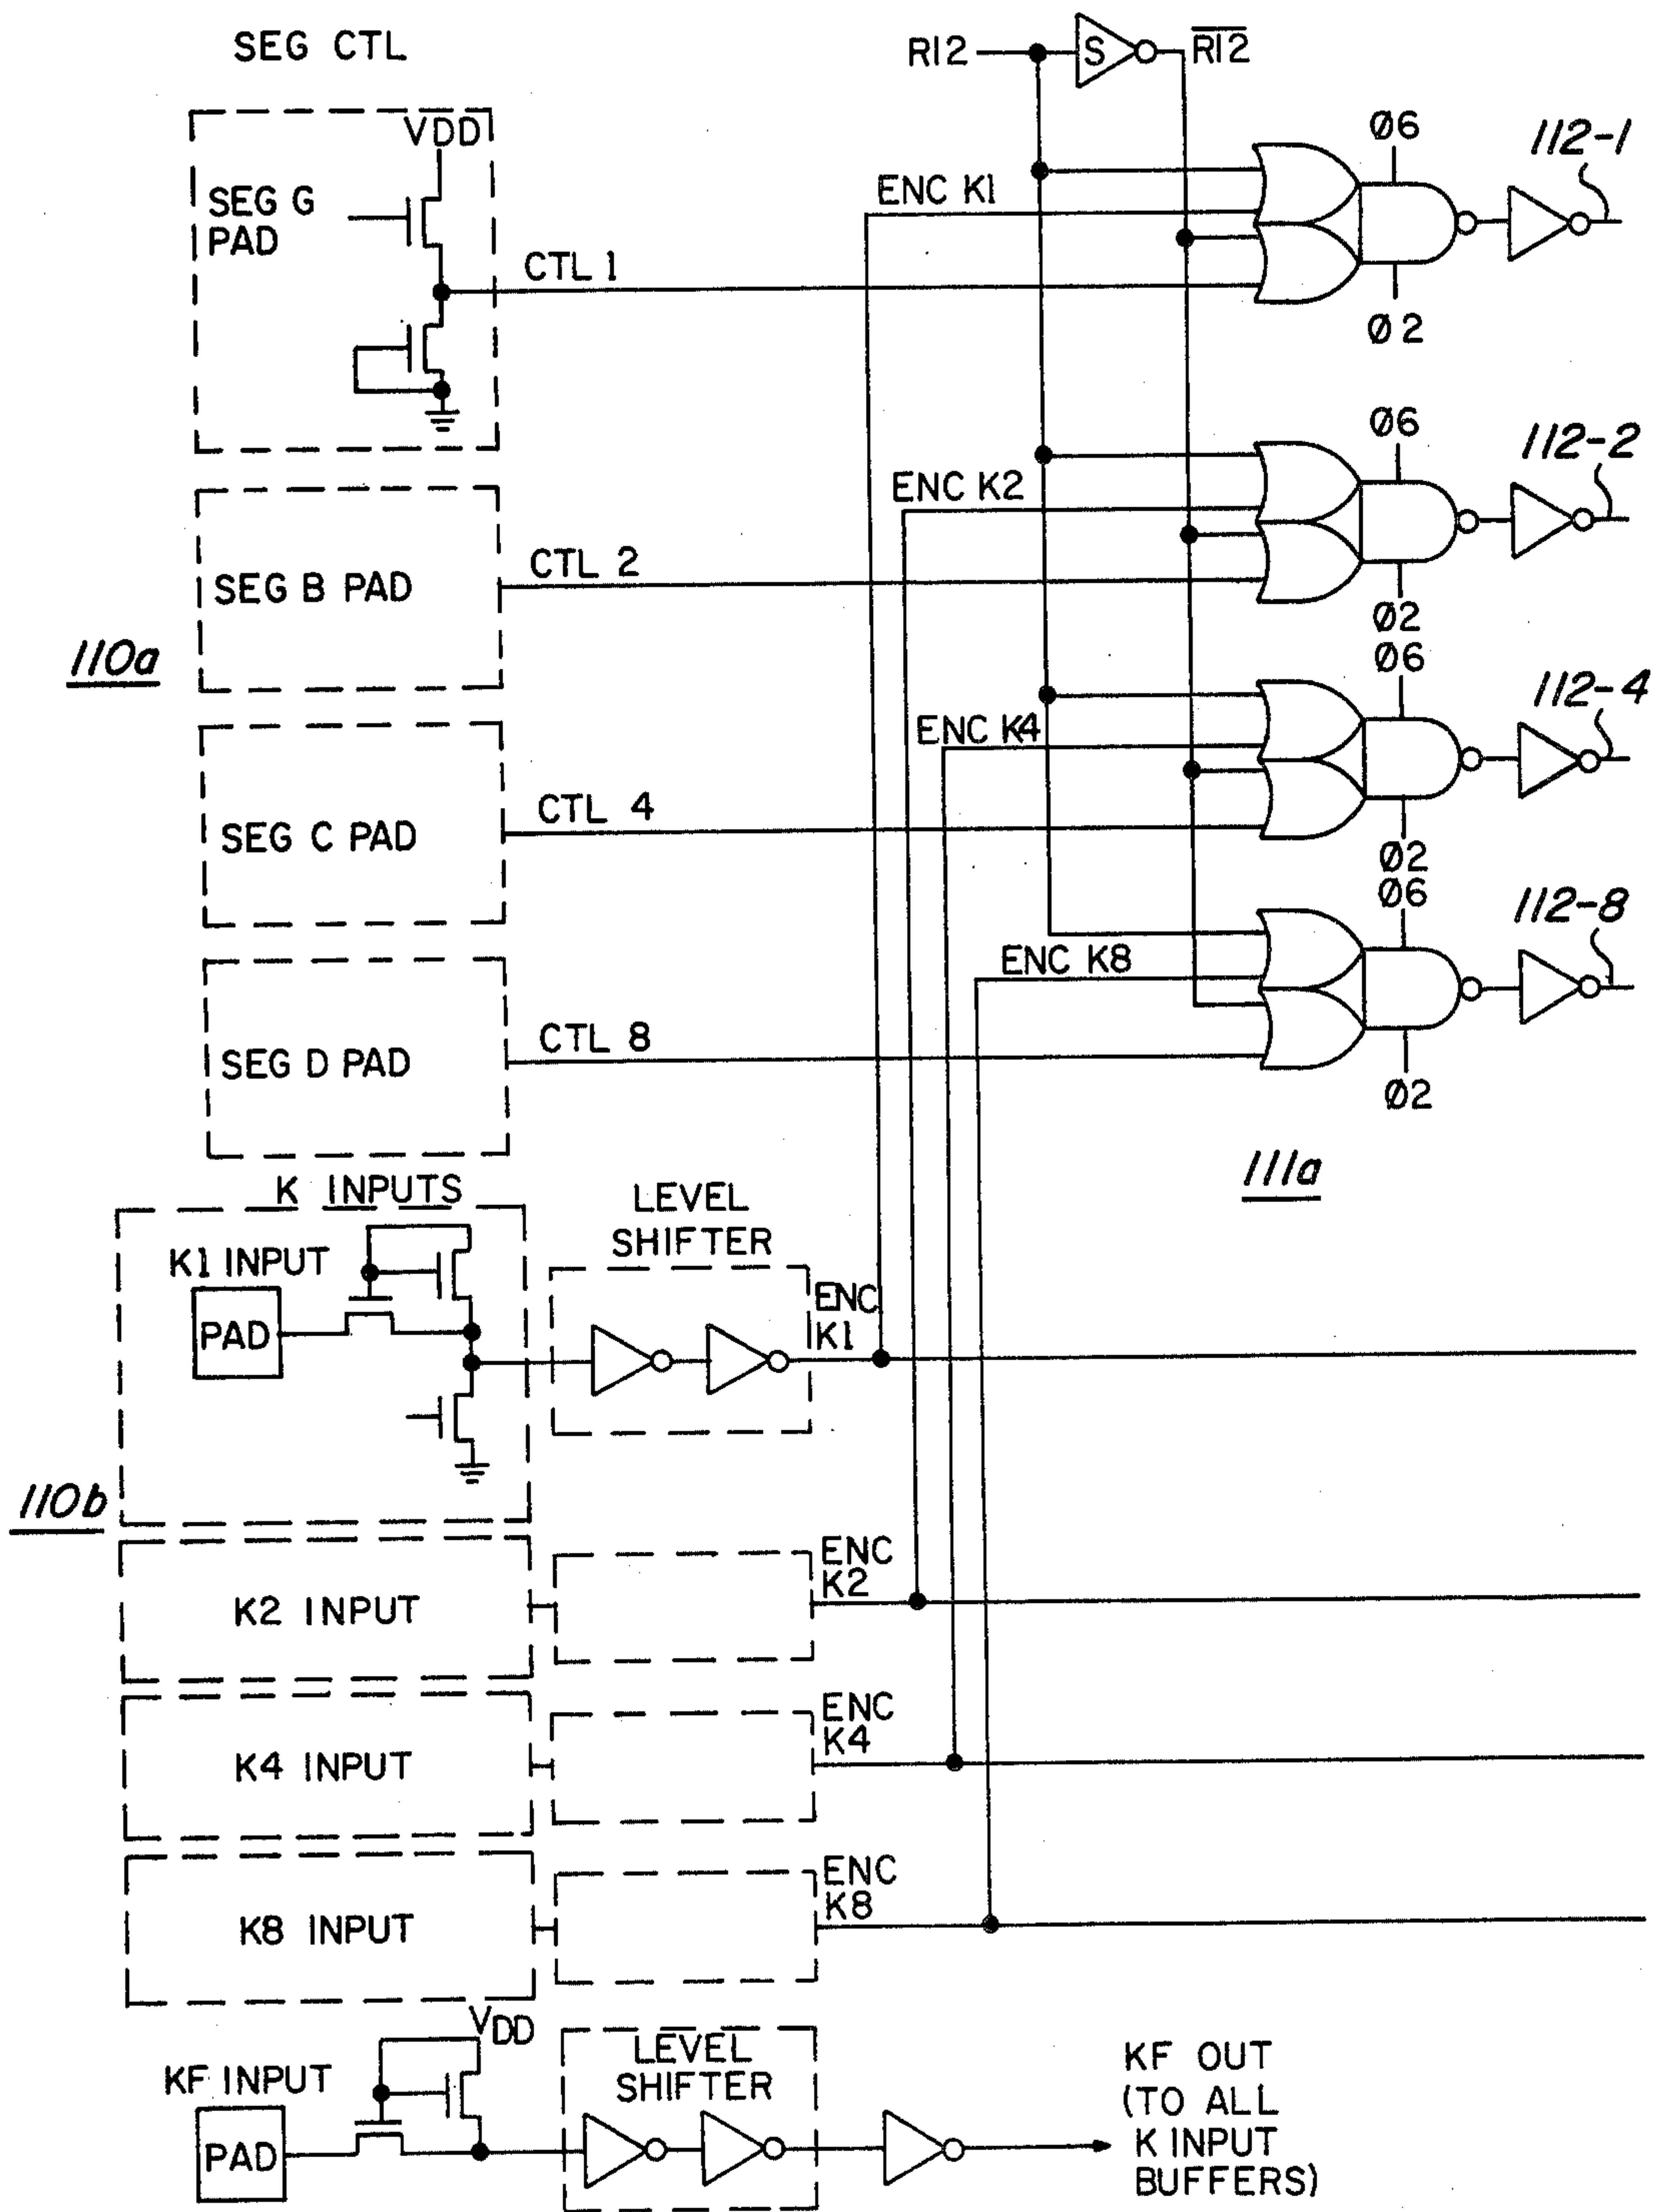 SEG CTL
RI2
S
R̅I̅2̅
VDD
SEG G
PAD
CTL 1
ENC K1
Ø6
Ø2
112-1
SEG B PAD
CTL 2
ENC K2
Ø6
Ø2
112-2
110a
SEG C PAD
CTL 4
ENC K4
Ø6
Ø2
112-4
SEG D PAD
CTL 8
ENC K8
Ø6
Ø2
112-8
111a
K INPUTS
K1 INPUT
PAD
LEVEL
SHIFTER
ENC
K1
110b
K2 INPUT
ENC
K2
K4 INPUT
ENC
K4
K8 INPUT
ENC
K8
VDD
KF INPUT
PAD
LEVEL
SHIFTER
KF OUT
(TO ALL
K INPUT
BUFFERS)